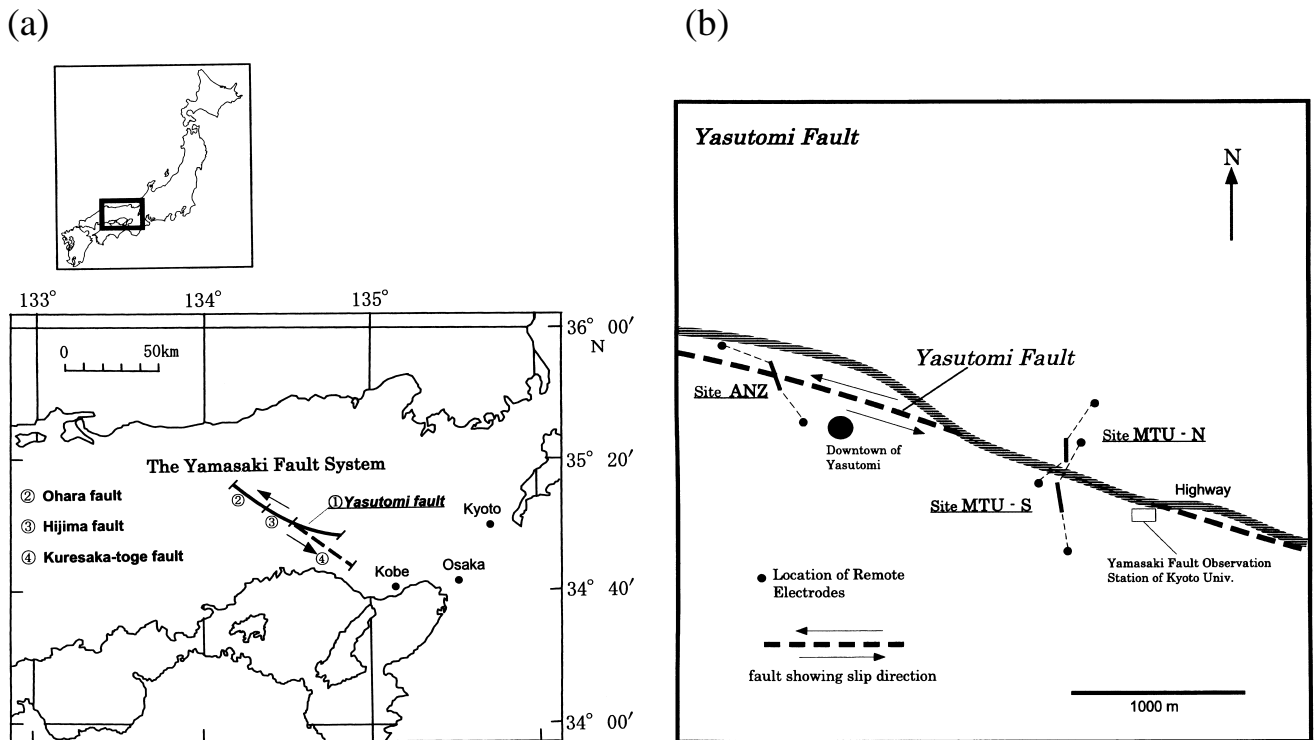 (a)
(b)
133°
134°
135°
36° 00′
N
0
50km
35° 20′
The Yamasaki Fault System
② Ohara fault
③ Hijima fault
④ Kuresaka-toge fault
①Yasutomi fault
②
③
④
Kyoto
Kobe
Osaka
34° 40′
34° 00′
Yasutomi Fault
N
Yasutomi Fault
Site ANZ
Downtown of
Yasutomi
Site MTU - N
Site MTU - S
Highway
Yamasaki Fault Observation
Station of Kyoto Univ.
Location of Remote
Electrodes
fault showing slip direction
1000 m